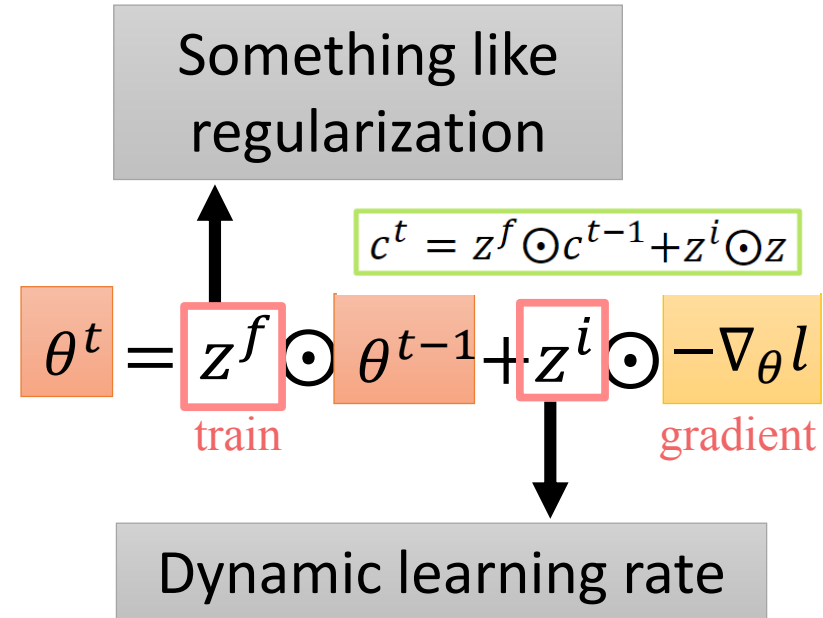 Something like
regularization
c^t = z^f ⊙ c^{t−1} + z^i ⊙ z
θ^t = z^f ⊙ θ^{t−1} + z^i ⊙ −∇_θ l
train gradient
Dynamic learning rate